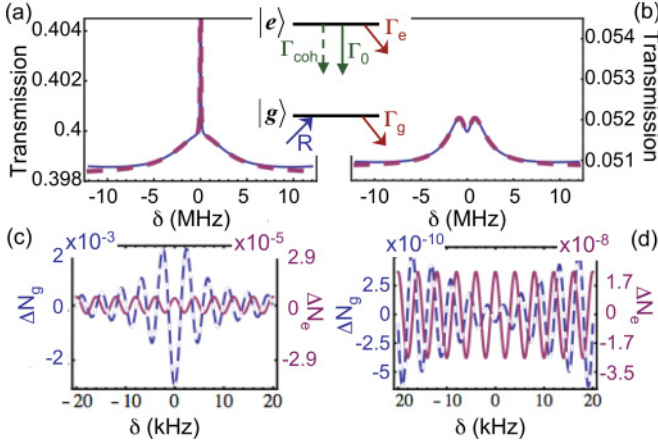 (a)
0.404
0.402
0.4
0.398
Transmission
-10 -5 0 5 10
δ (MHz)
|e⟩
Γe
Γcoh
Γ0
|g⟩
R
Γg
(b)
0.054
0.053
0.052
0.051
Transmission
-10 -5 0 5 10
δ (MHz)
(c)
x10-3
x10-5
2
0
-2
ΔNg
2.9
0
-2.9
ΔNe
-20 -10 0 10 20
δ (kHz)
(d)
x10-10
x10-8
2.5
0
-2.5
-5
ΔNg
1.7
0
-1.7
-3.5
ΔNe
-20 -10 0 10 20
δ (kHz)